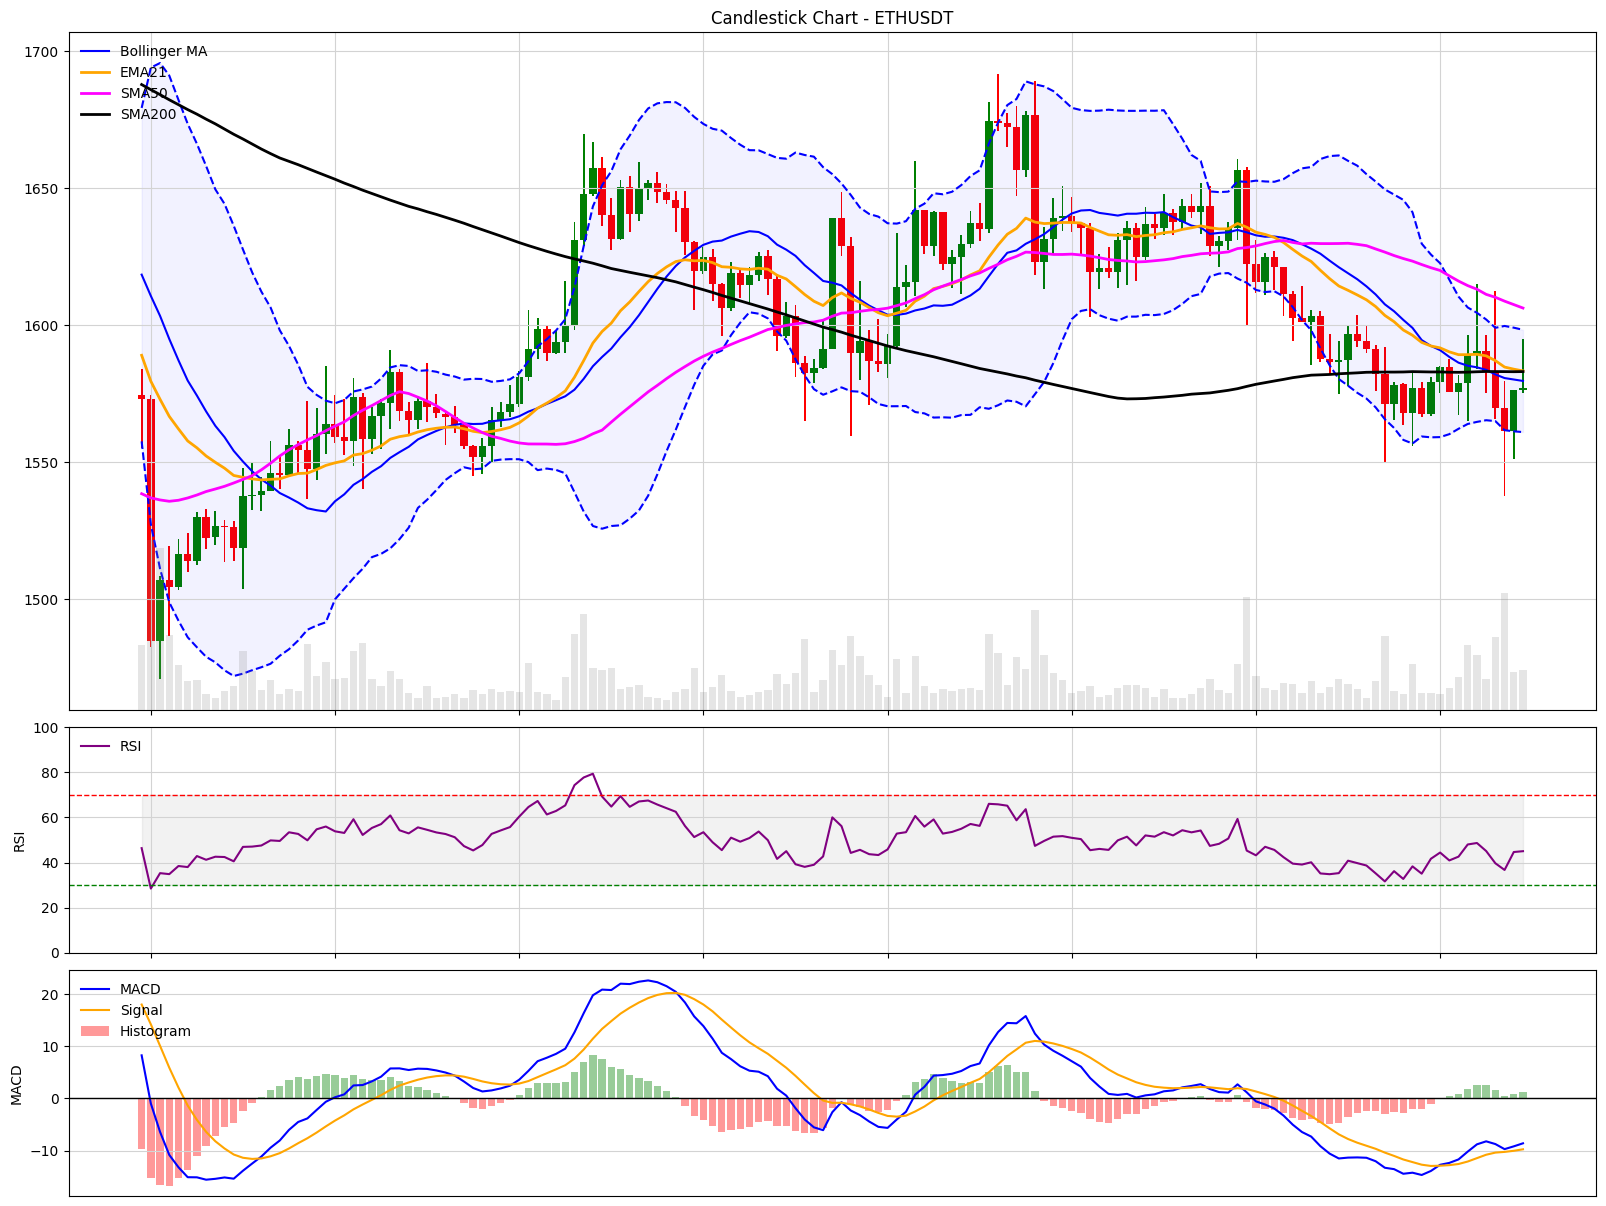 Candlestick Chart - ETHUSDT
1700
1650
1600
1550
1500
Bollinger MA
EMA21
SMA50
SMA200
100
80
60
40
20
0
RSI
RSI
20
10
0
−10
MACD
MACD
Signal
Histogram